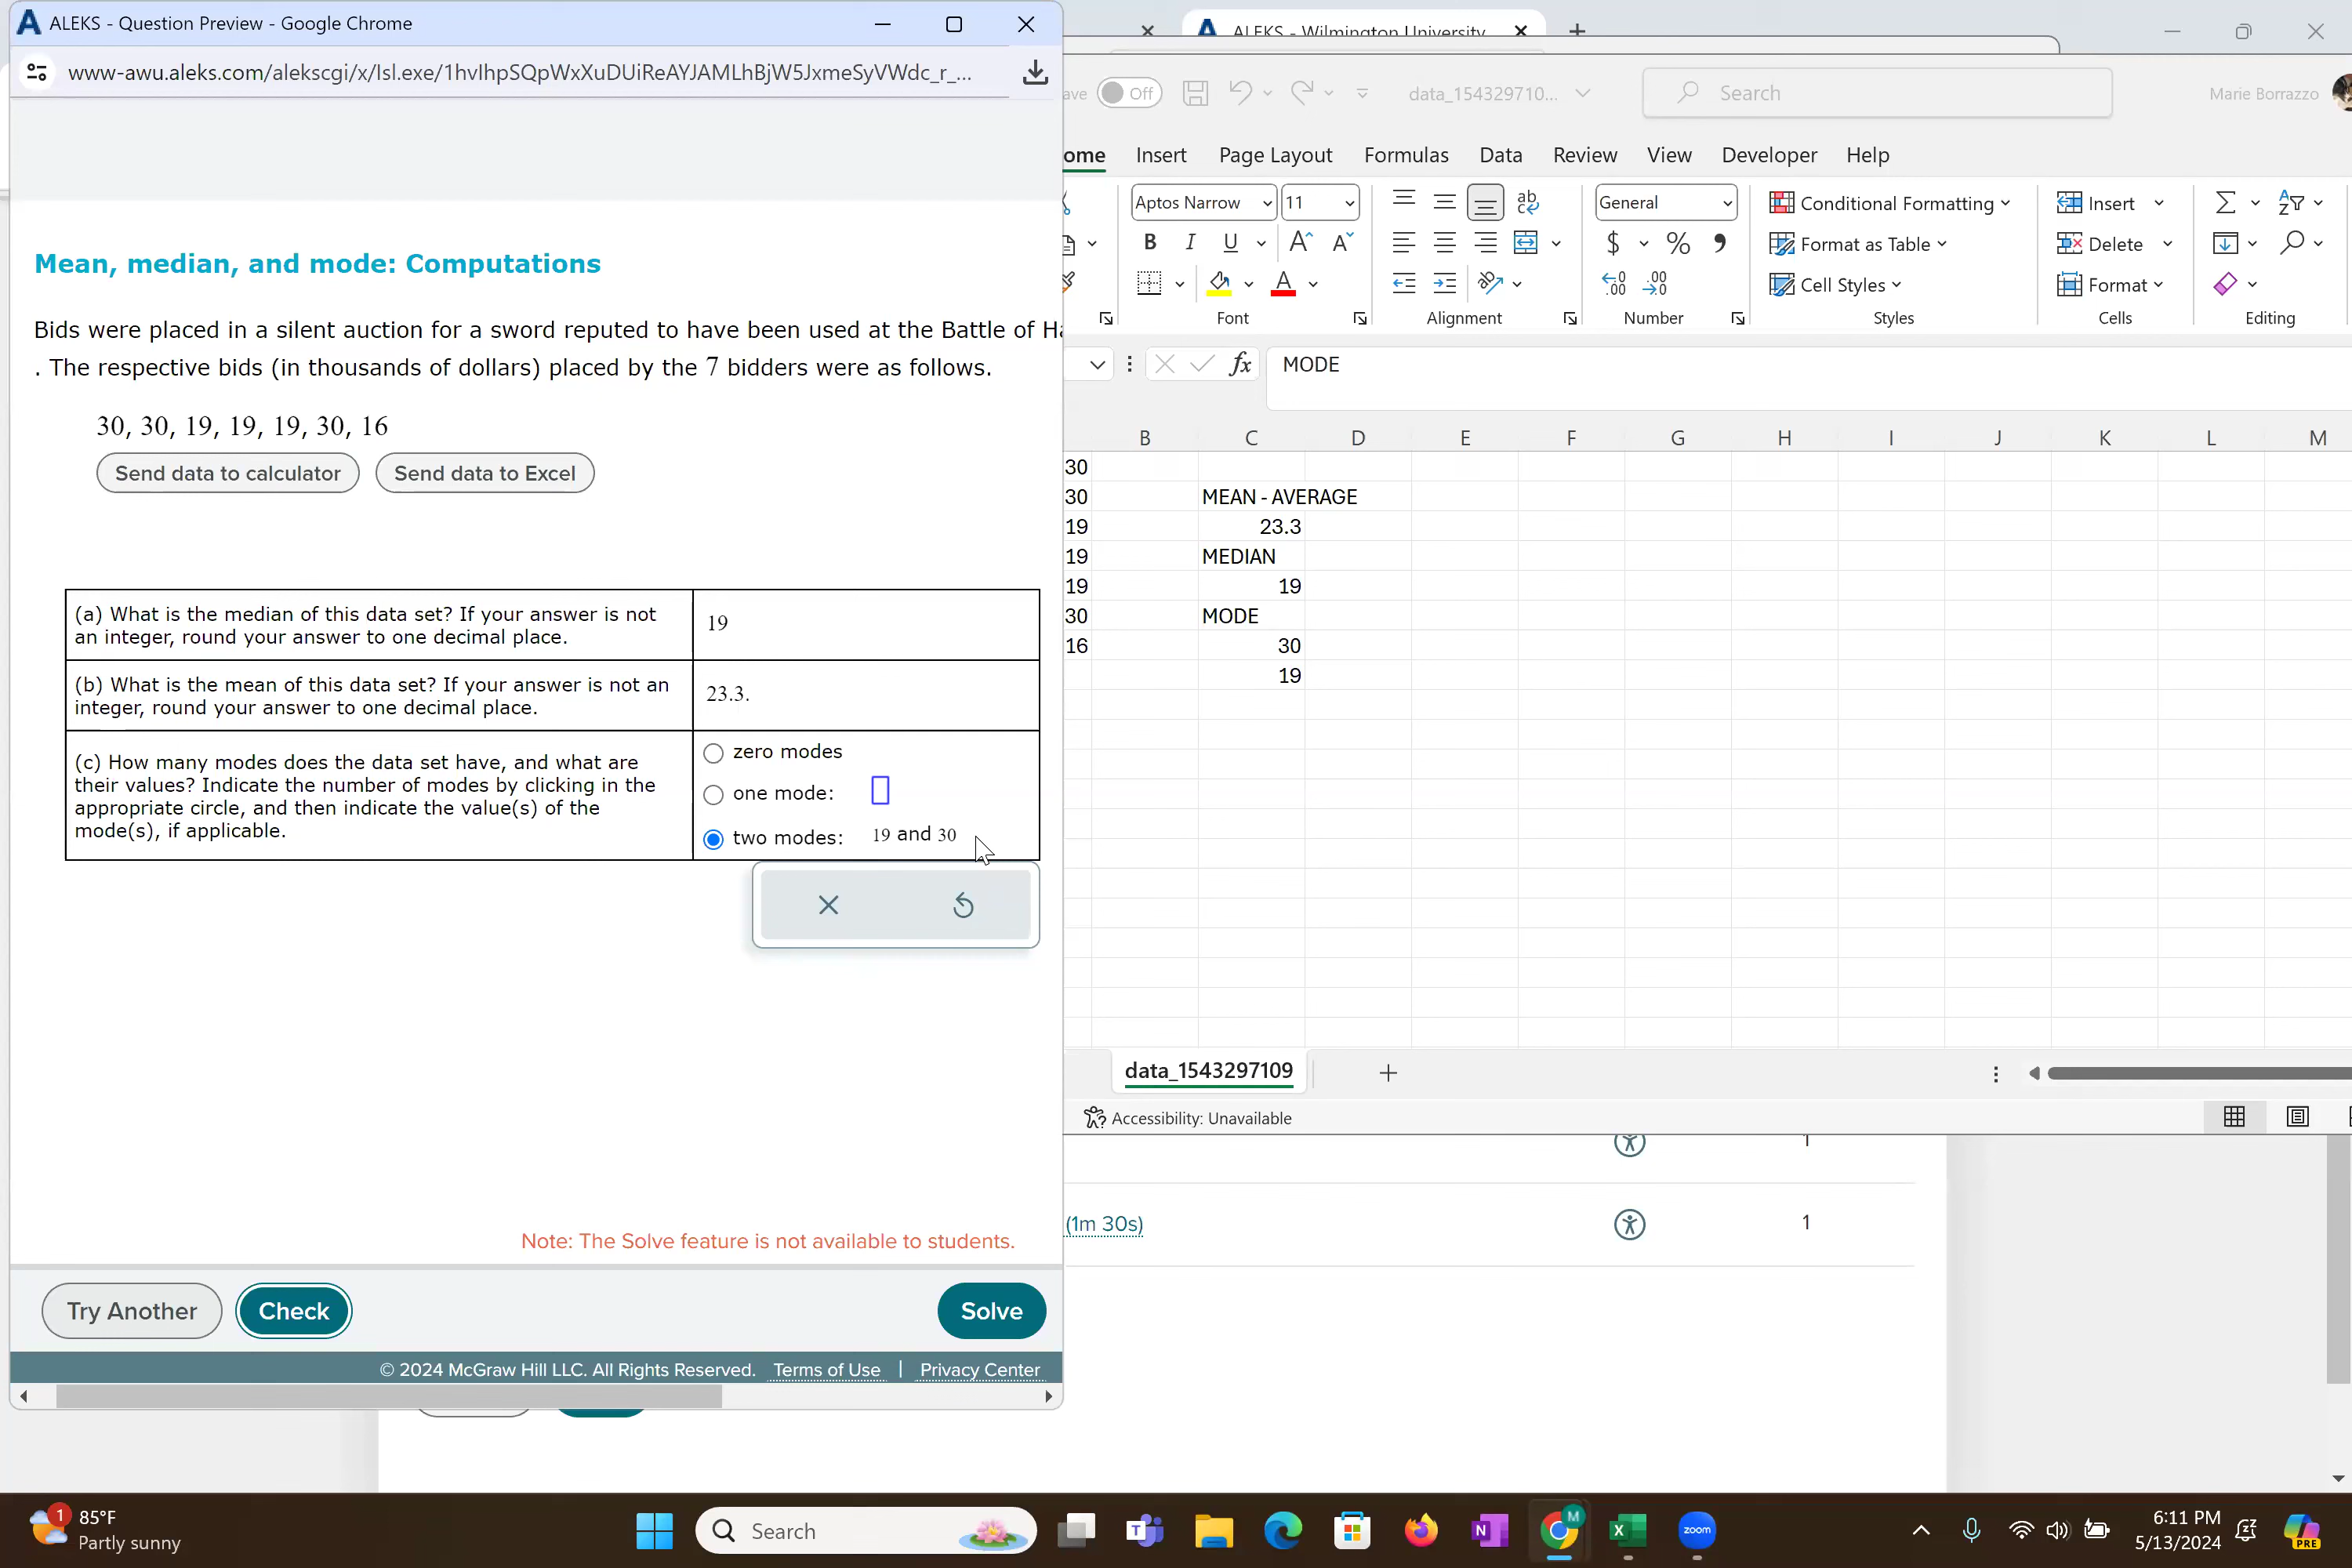 ALEKS - Question Preview - Google Chrome
ALEKS - Wilmington University
www-awu.aleks.com/alekscgi/x/Isl.exe/1hvIhpSQpWxXuDUiReAYJAMLhBjW5JxmeSyVWdc_r_...
Off
data_154329710...
Search
Marie Borrazzo
Insert Page Layout Formulas Data Review View Developer Help
Aptos Narrow 11
General
Conditional Formatting
Format as Table
Cell Styles
Insert
Delete
Format
Font Alignment Number Styles Cells Editing
MODE
B C D E F G H I J K L M
30
30 MEAN - AVERAGE
19 23.3
19 MEDIAN
19 19
30 MODE
16 30
19
data_1543297109
Accessibility: Unavailable
1
(1m 30s) 1
Mean, median, and mode: Computations
Bids were placed in a silent auction for a sword reputed to have been used at the Battle of
. The respective bids (in thousands of dollars) placed by the 7 bidders were as follows.
30, 30, 19, 19, 19, 30, 16
Send data to calculator Send data to Excel
(a) What is the median of this data set? If your answer is not
an integer, round your answer to one decimal place.
19
(b) What is the mean of this data set? If your answer is not an
integer, round your answer to one decimal place.
23.3.
(c) How many modes does the data set have, and what are
their values? Indicate the number of modes by clicking in the
appropriate circle, and then indicate the value(s) of the
mode(s), if applicable.
zero modes
one mode:
two modes: 19 and 30
Note: The Solve feature is not available to students.
Try Another Check Solve
© 2024 McGraw Hill LLC. All Rights Reserved. Terms of Use | Privacy Center
1
85°F
Partly sunny
Search
zoom
6:11 PM
5/13/2024
PRE